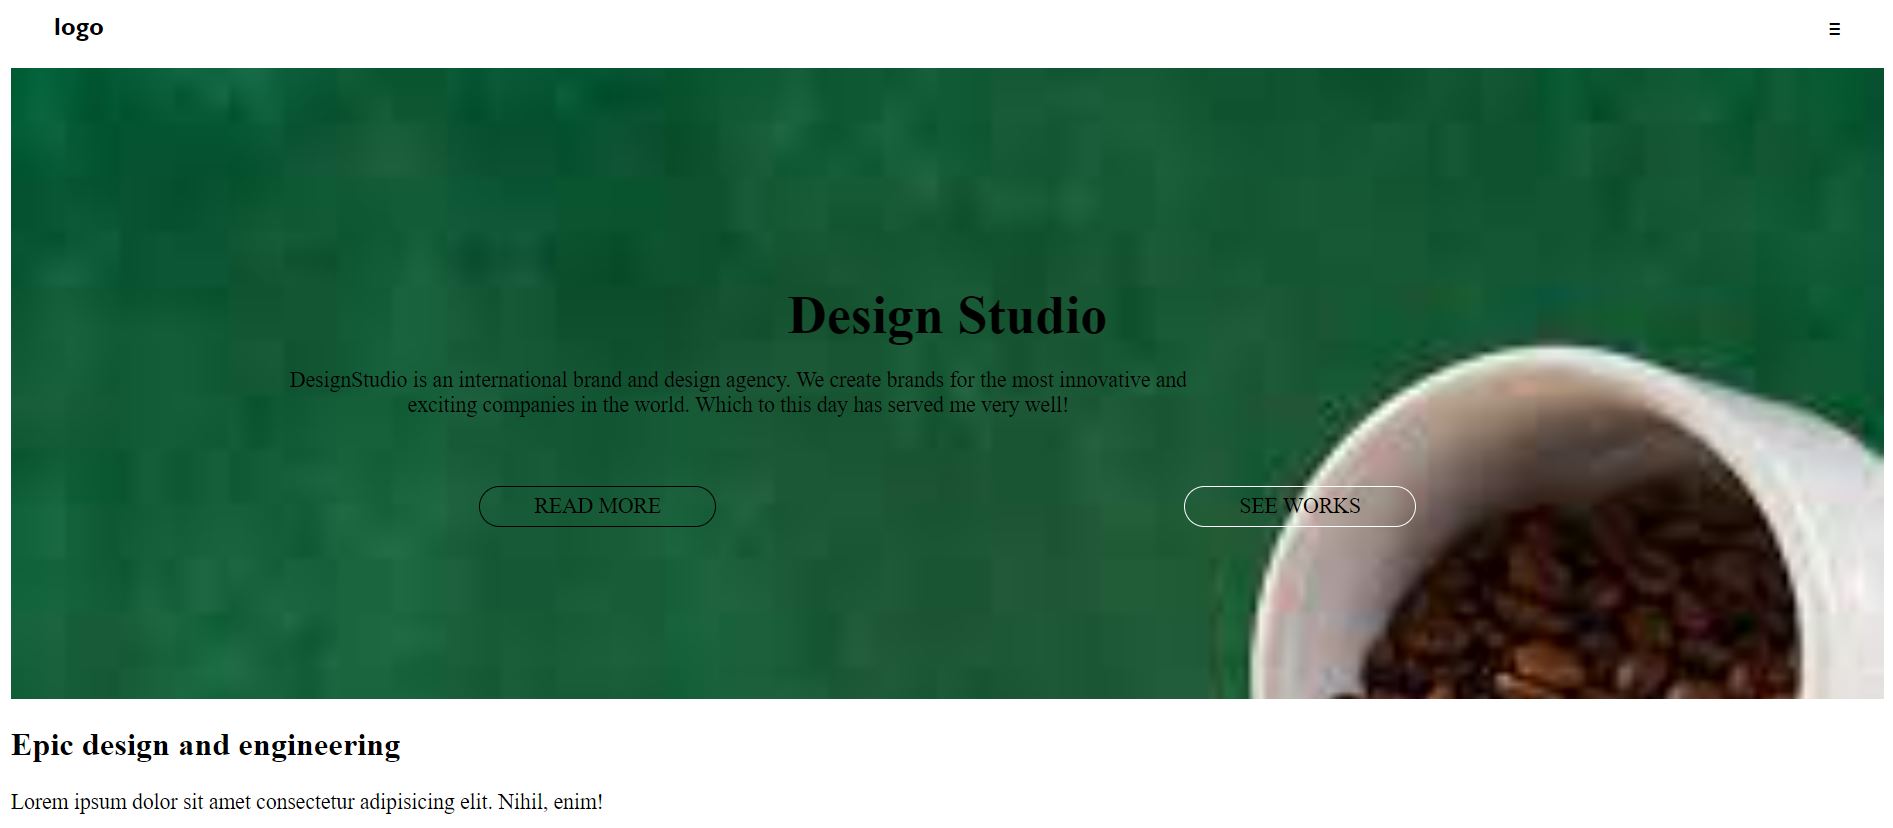 logo
Design Studio
DesignStudio is an international brand and design agency. We create brands for the most innovative and
exciting companies in the world. Which to this day has served me very well!
READ MORE
SEE WORKS
Epic design and engineering
Lorem ipsum dolor sit amet consectetur adipisicing elit. Nihil, enim!